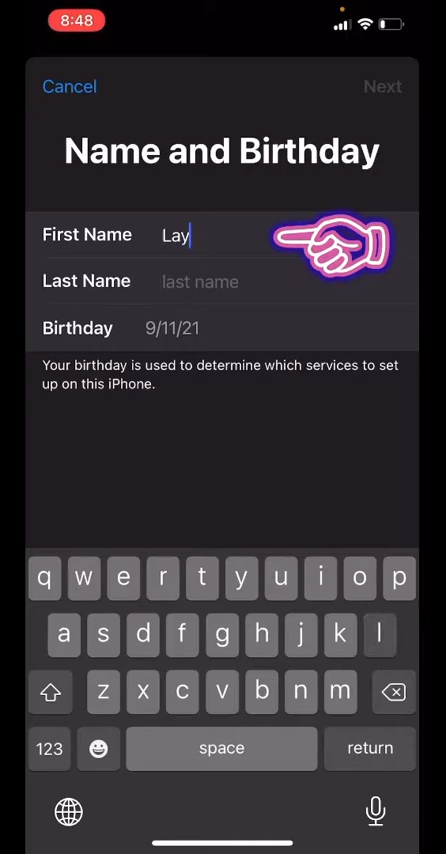 8:48
Cancel Next
Name and Birthday
First Name Lay
Last Name last name
Birthday 9/11/21
Your birthday is used to determine which services to set
up on this iPhone.
q w e r t y u i o p
a s d f g h j k l
z x c v b n m
123 space return